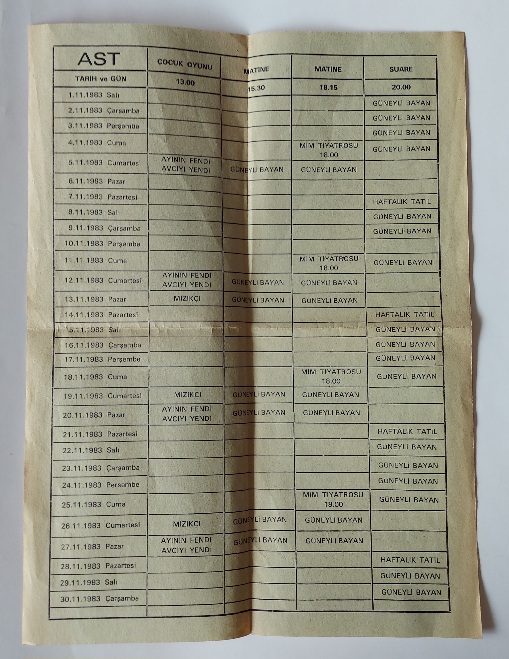 AST ÇOCUK OYUNU MATİNE MATİNE SUARE
TARİH ve GÜN 13.00 15.30 18.15 20.00
1.11.1983 Salı GÜNEYLİ BAYAN
2.11.1983 Çarşamba GÜNEYLİ BAYAN
3.11.1983 Perşembe GÜNEYLİ BAYAN
4.11.1983 Cuma MİM TİYATROSU 18.00 GÜNEYLİ BAYAN
5.11.1983 Cumartesi AYININ FENDİ AVCIYI YENDİ GÜNEYLİ BAYAN GÜNEYLİ BAYAN
6.11.1983 Pazar
7.11.1983 Pazartesi HAFTALIK TATİL
8.11.1983 Salı GÜNEYLİ BAYAN
9.11.1983 Çarşamba GÜNEYLİ BAYAN
10.11.1983 Perşembe
11.11.1983 Cuma MİM TİYATROSU 18.00 GÜNEYLİ BAYAN
12.11.1983 Cumartesi AYININ FENDİ AVCIYI YENDİ GÜNEYLİ BAYAN GÜNEYLİ BAYAN
13.11.1983 Pazar MIZIKÇI GÜNEYLİ BAYAN GÜNEYLİ BAYAN
14.11.1983 Pazartesi HAFTALIK TATİL
15.11.1983 Salı GÜNEYLİ BAYAN
16.11.1983 Çarşamba GÜNEYLİ BAYAN
17.11.1983 Perşembe GÜNEYLİ BAYAN
18.11.1983 Cuma MİM TİYATROSU 18.00 GÜNEYLİ BAYAN
19.11.1983 Cumartesi MIZIKÇI GÜNEYLİ BAYAN GÜNEYLİ BAYAN
20.11.1983 Pazar AYININ FENDİ AVCIYI YENDİ GÜNEYLİ BAYAN GÜNEYLİ BAYAN
21.11.1983 Pazartesi HAFTALIK TATİL
22.11.1983 Salı GÜNEYLİ BAYAN
23.11.1983 Çarşamba GÜNEYLİ BAYAN
24.11.1983 Perşembe GÜNEYLİ BAYAN
25.11.1983 Cuma MİM TİYATROSU 18.00 GÜNEYLİ BAYAN
26.11.1983 Cumartesi MIZIKÇI GÜNEYLİ BAYAN GÜNEYLİ BAYAN
27.11.1983 Pazar AYININ FENDİ AVCIYI YENDİ GÜNEYLİ BAYAN GÜNEYLİ BAYAN
28.11.1983 Pazartesi HAFTALIK TATİL
29.11.1983 Salı GÜNEYLİ BAYAN
30.11.1983 Çarşamba GÜNEYLİ BAYAN